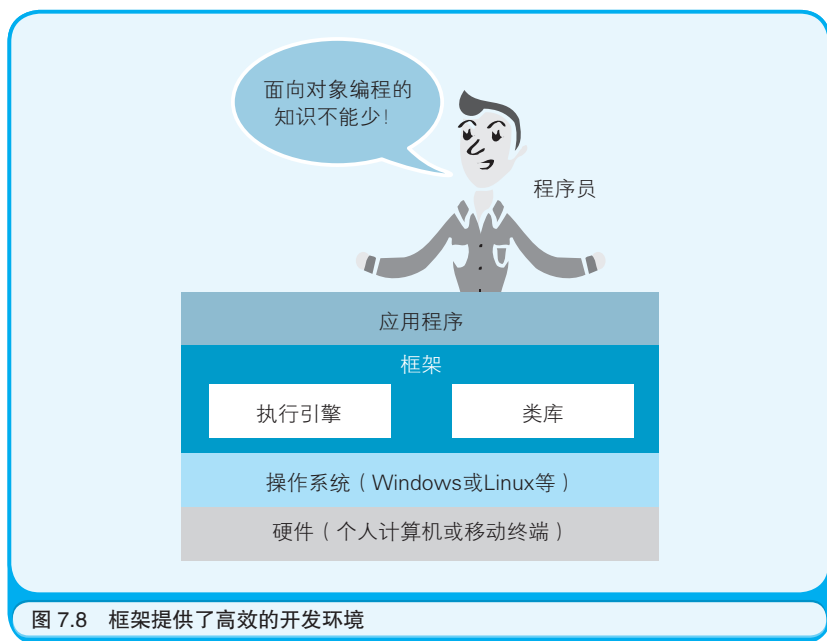 面向对象编程的
知识不能少！
程序员
应用程序
框架
执行引擎
类库
操作系统（Windows或Linux等）
硬件（个人计算机或移动终端）
图 7.8 框架提供了高效的开发环境